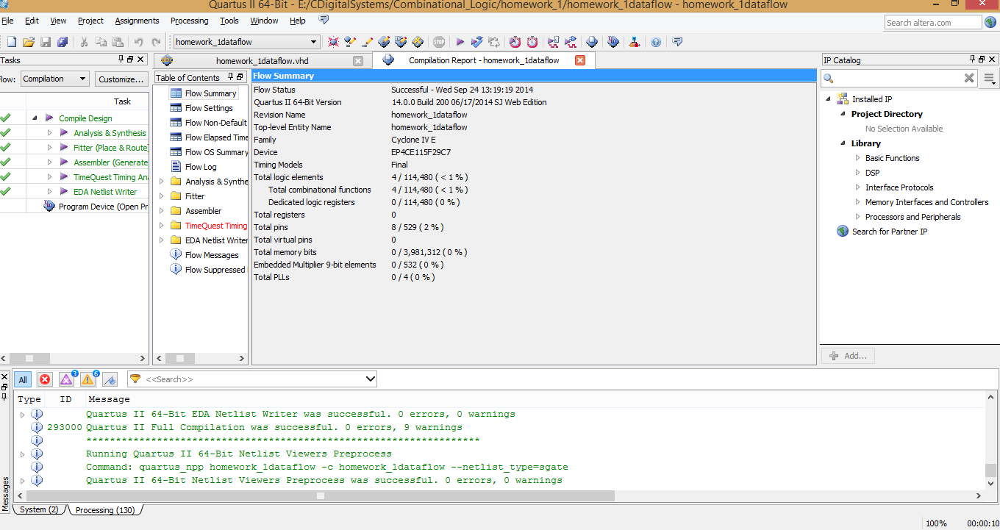 Quartus II 64-Bit - E:/CDigitalSystems/Combinational_Logic/homework_1/homework_1dataflow - homework_1dataflow
File Edit View Project Assignments Processing Tools Window Help
Search altera.com
homework_1dataflow
STOP
Tasks
Flow: Compilation Customize...
Task
Compile Design
Analysis & Synthesis
Fitter (Place & Route)
Assembler (Generate
TimeQuest Timing Ana
EDA Netlist Writer
Program Device (Open Pr
homework_1dataflow.vhd
Compilation Report - homework_1dataflow
Table of Contents
Flow Summary
Flow Settings
Flow Non-Default
Flow Elapsed Time
Flow OS Summary
Flow Log
Analysis & Synthe
Fitter
Assembler
TimeQuest Timing
EDA Netlist Writer
Flow Messages
Flow Suppressed
Flow Summary
Flow Status Successful - Wed Sep 24 13:19:19 2014
Quartus II 64-Bit Version 14.0.0 Build 200 06/17/2014 SJ Web Edition
Revision Name homework_1dataflow
Top-level Entity Name homework_1dataflow
Family Cyclone IV E
Device EP4CE115F29C7
Timing Models Final
Total logic elements 4 / 114,480 ( < 1 % )
Total combinational functions 4 / 114,480 ( < 1 % )
Dedicated logic registers 0 / 114,480 ( 0 % )
Total registers 0
Total pins 8 / 529 ( 2 % )
Total virtual pins 0
Total memory bits 0 / 3,981,312 ( 0 % )
Embedded Multiplier 9-bit elements 0 / 532 ( 0 % )
Total PLLs 0 / 4 ( 0 % )
IP Catalog
Installed IP
Project Directory
No Selection Available
Library
Basic Functions
DSP
Interface Protocols
Memory Interfaces and Controllers
Processors and Peripherals
Search for Partner IP
Add...
All 3 6 <<Search>>
Type ID Message
Quartus II 64-Bit EDA Netlist Writer was successful. 0 errors, 0 warnings
293000 Quartus II Full Compilation was successful. 0 errors, 9 warnings
*******************************************************************
Running Quartus II 64-Bit Netlist Viewers Preprocess
Command: quartus_npp homework_1dataflow -c homework_1dataflow --netlist_type=sgate
Quartus II 64-Bit Netlist Viewers Preprocess was successful. 0 errors, 0 warnings
Messages
System (2) Processing (130)
100% 00:00:10